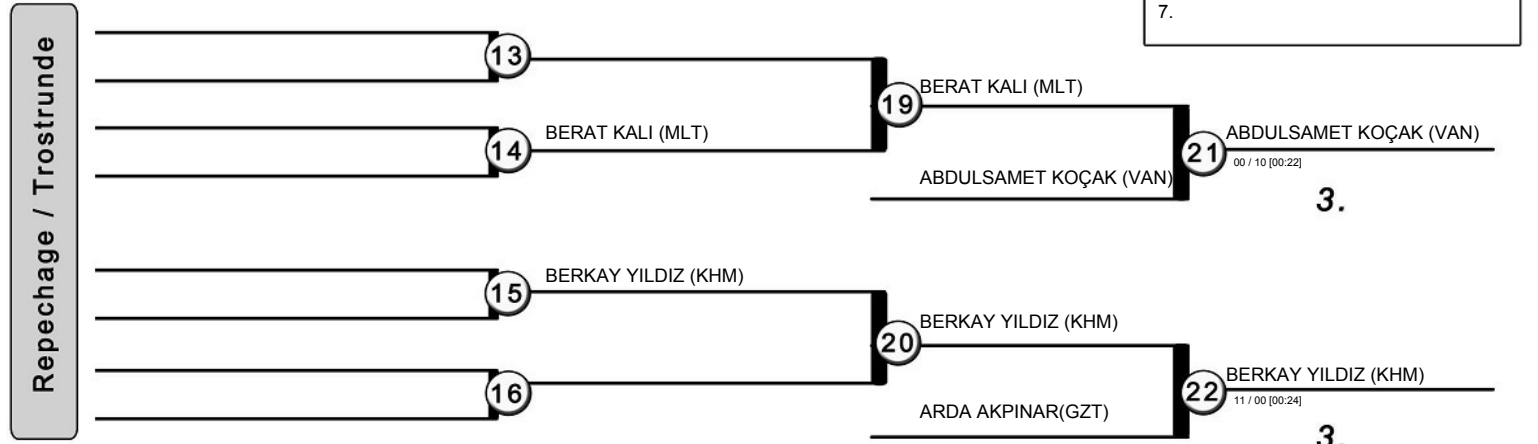 7.
Repechage / Trostrunde
13
BERAT KALI (MLT)
19
BERAT KALI (MLT)
14
ABDULSAMET KOÇAK (VAN)
21
ABDULSAMET KOÇAK (VAN)
00 / 10 [00:22]
3.
BERKAY YILDIZ (KHM)
15
BERKAY YILDIZ (KHM)
20
16
ARDA AKPINAR(GZT)
22
BERKAY YILDIZ (KHM)
11 / 00 [00:24]
3.